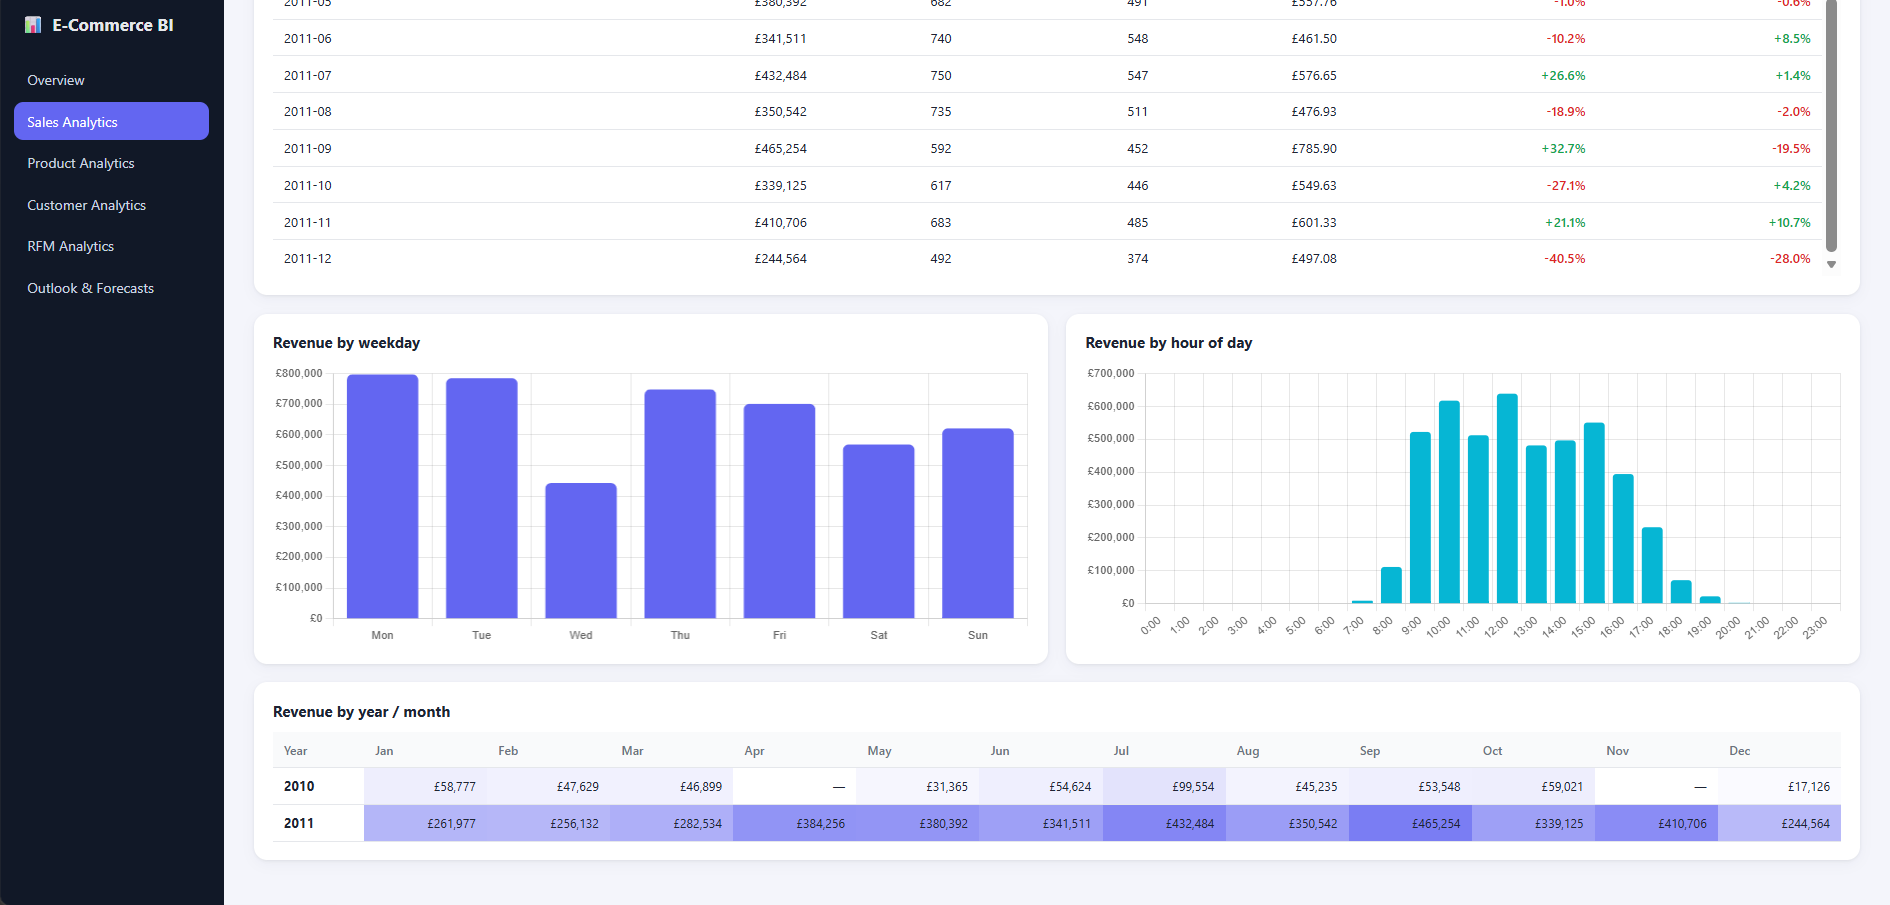 E-Commerce BI
Overview
Sales Analytics
Product Analytics
Customer Analytics
RFM Analytics
Outlook & Forecasts
2011-05 £380,392 682 491 £557.76 -1.0% -0.6%
2011-06 £341,511 740 548 £461.50 -10.2% +8.5%
2011-07 £432,484 750 547 £576.65 +26.6% +1.4%
2011-08 £350,542 735 511 £476.93 -18.9% -2.0%
2011-09 £465,254 592 452 £785.90 +32.7% -19.5%
2011-10 £339,125 617 446 £549.63 -27.1% +4.2%
2011-11 £410,706 683 485 £601.33 +21.1% +10.7%
2011-12 £244,564 492 374 £497.08 -40.5% -28.0%
Revenue by weekday
£800,000
£700,000
£600,000
£500,000
£400,000
£300,000
£200,000
£100,000
£0
Mon Tue Wed Thu Fri Sat Sun
Revenue by hour of day
£700,000
£600,000
£500,000
£400,000
£300,000
£200,000
£100,000
£0
0:00 1:00 2:00 3:00 4:00 5:00 6:00 7:00 8:00 9:00 10:00 11:00 12:00 13:00 14:00 15:00 16:00 17:00 18:00 19:00 20:00 21:00 22:00 23:00
Revenue by year / month
Year Jan Feb Mar Apr May Jun Jul Aug Sep Oct Nov Dec
2010 £58,777 £47,629 £46,899 — £31,365 £54,624 £99,554 £45,235 £53,548 £59,021 — £17,126
2011 £261,977 £256,132 £282,534 £384,256 £380,392 £341,511 £432,484 £350,542 £465,254 £339,125 £410,706 £244,564